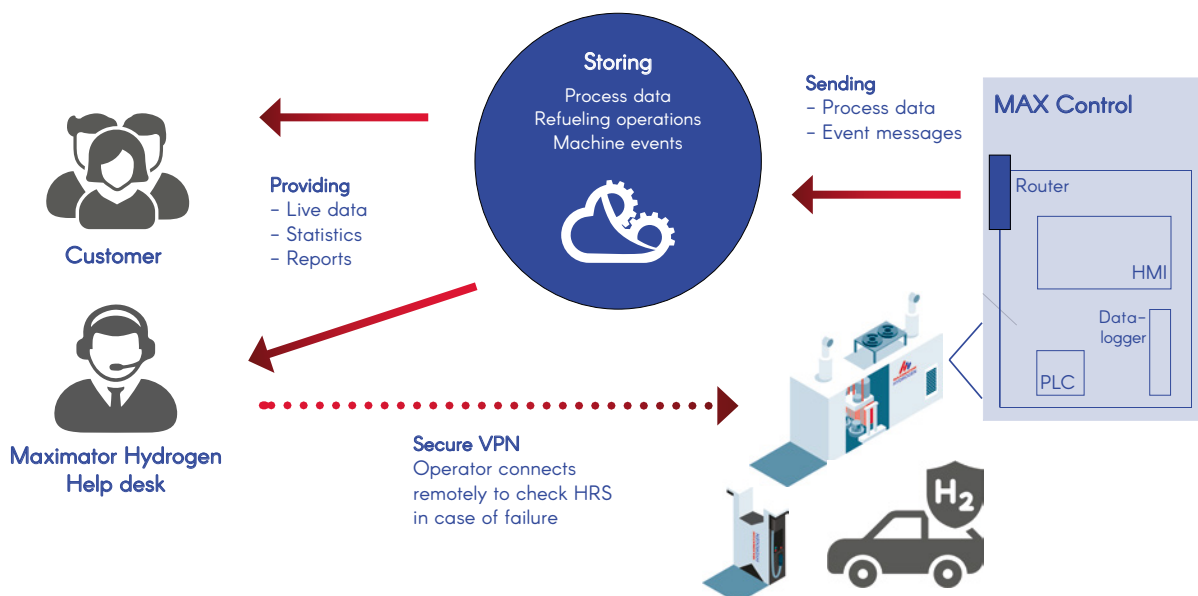 Storing
Process data
Refueling operations
Machine events
Sending
- Process data
- Event messages
MAX Control
Router
HMI
Data-
logger
PLC
Customer
Providing
- Live data
- Statistics
- Reports
Maximator Hydrogen
Help desk
Secure VPN
Operator connects
remotely to check HRS
in case of failure
H2